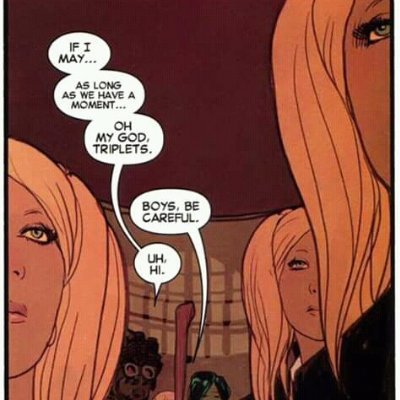 IF I
MAY...
AS LONG
AS WE HAVE A
MOMENT...
OH
MY GOD,
TRIPLETS.
BOYS, BE
CAREFUL.
UH,
HI.